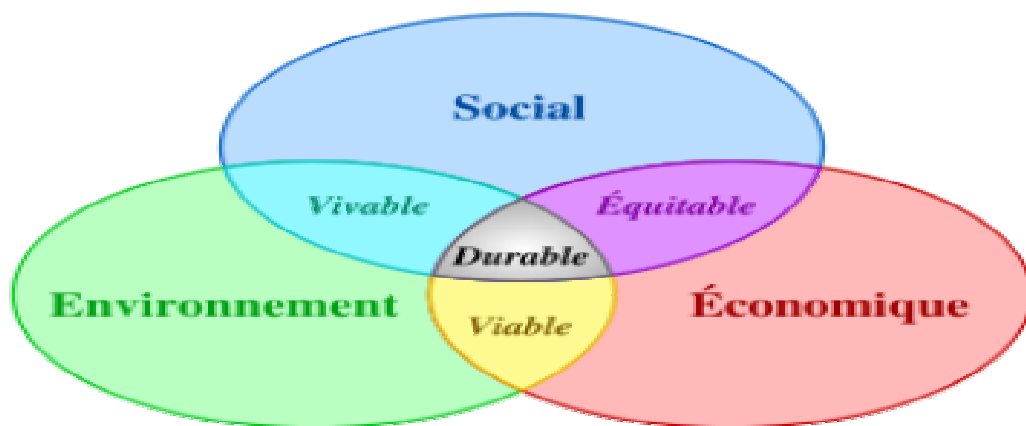 Social
Vivable
Équitable
Durable
Environnement
Économique
Viable